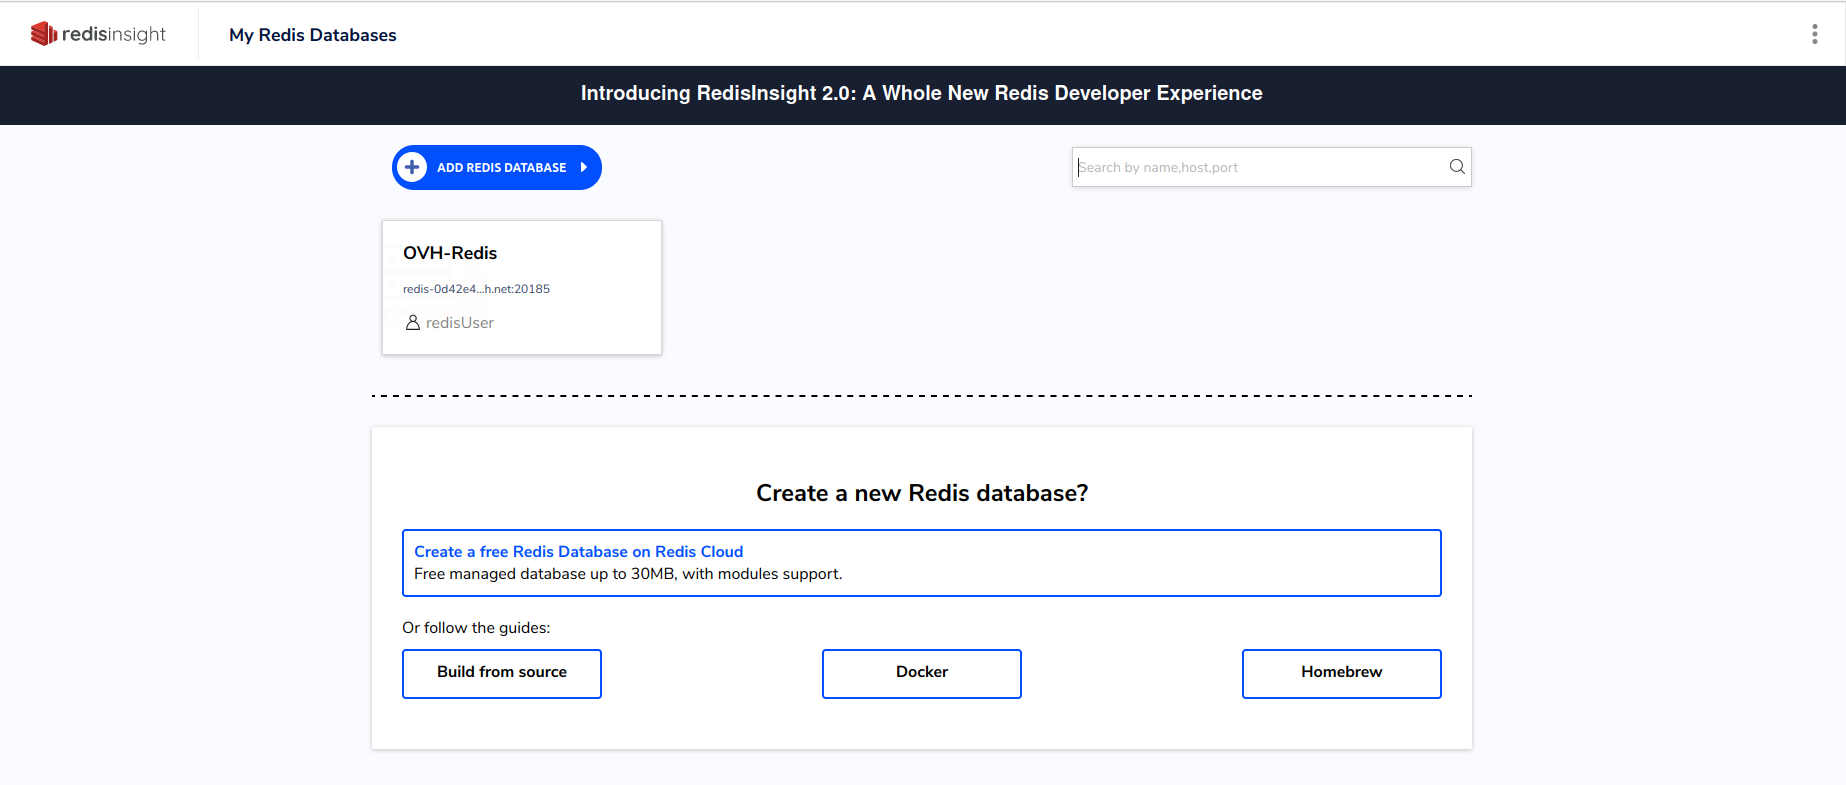 redisinsight
My Redis Databases
Introducing RedisInsight 2.0: A Whole New Redis Developer Experience
ADD REDIS DATABASE
Search by name,host,port
OVH-Redis
redis-0d42e4...h.net:20185
redisUser
Create a new Redis database?
Create a free Redis Database on Redis Cloud
Free managed database up to 30MB, with modules support.
Or follow the guides:
Build from source
Docker
Homebrew